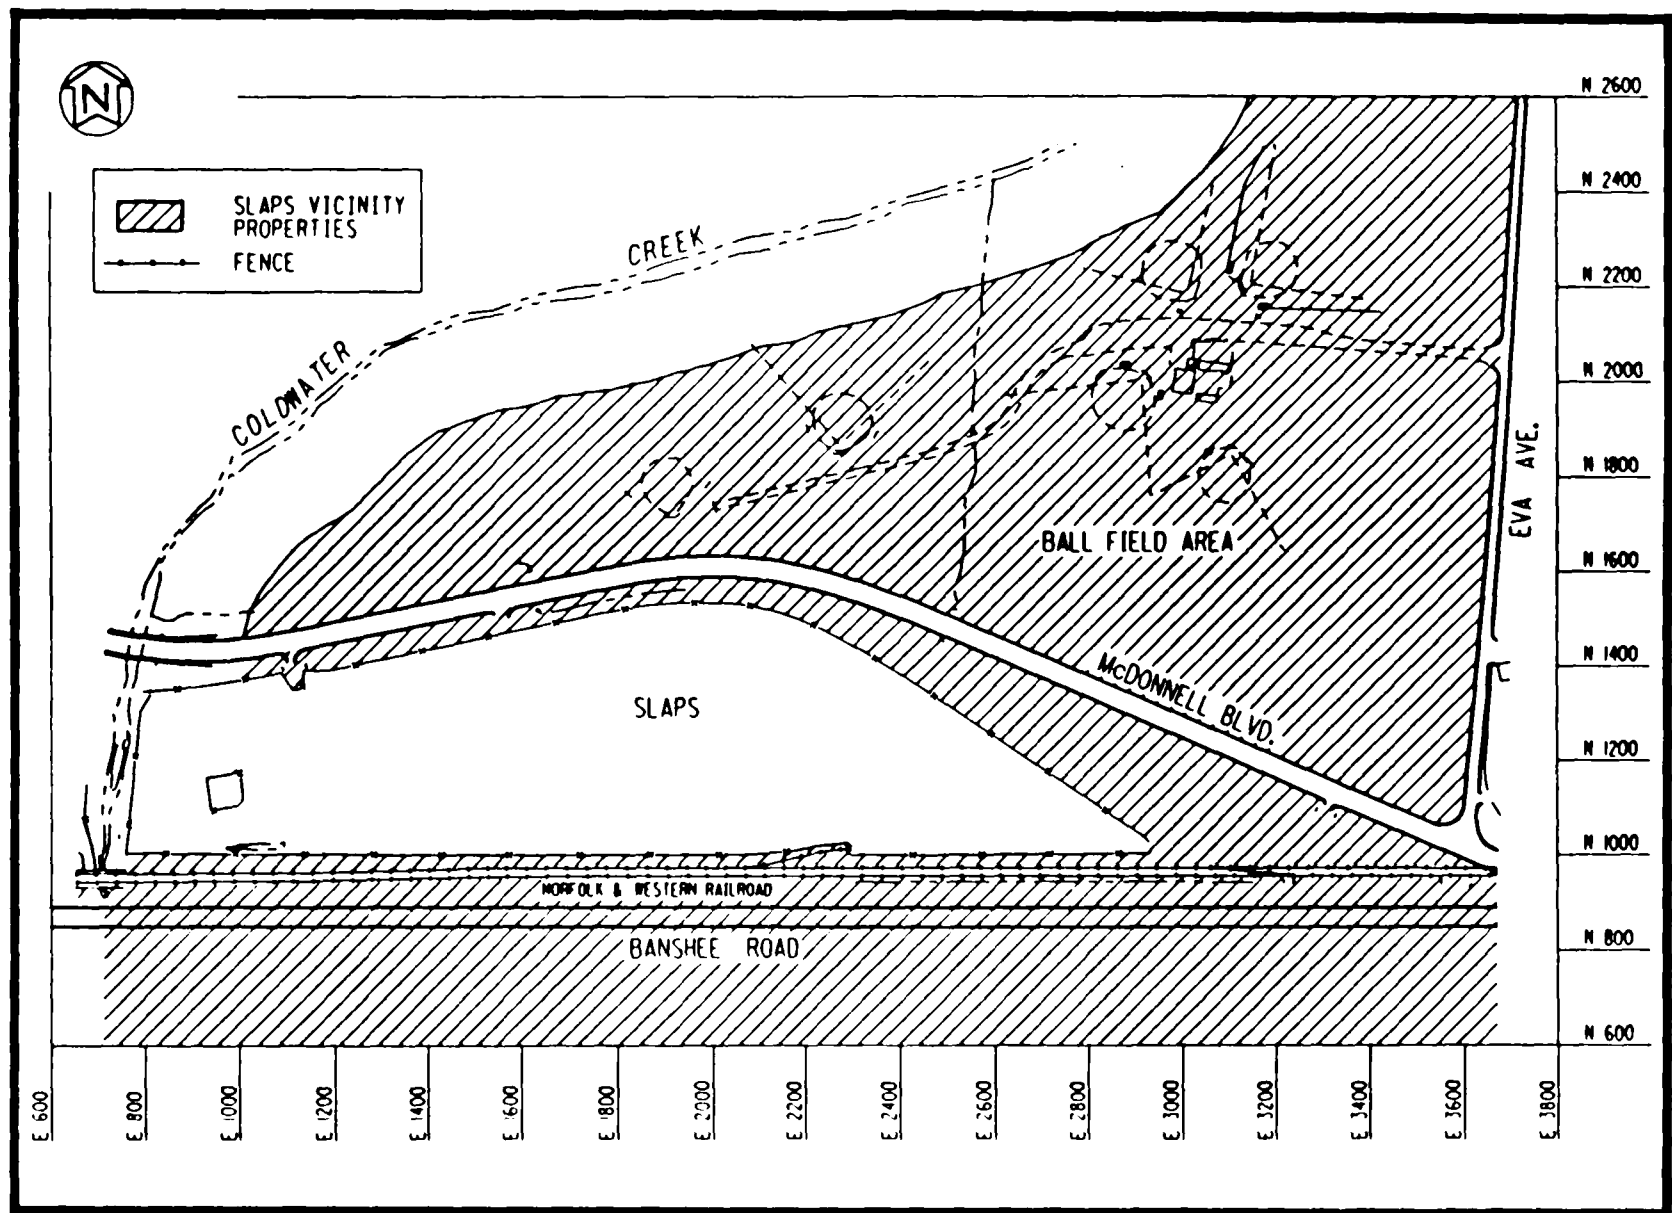 N
N 2600
SLAPS VICINITY
PROPERTIES
FENCE
N 2400
CREEK
N 2200
COLDWATER
N 2000
EVA AVE.
N 1800
BALL FIELD AREA
N 1600
McDONNELL BLVD.
N 1400
SLAPS
N 1200
N 1000
NORFOLK & WESTERN RAILROAD
BANSHEE ROAD
N 800
N 600
E 600
E 800
E 1000
E 1200
E 1400
E 1600
E 1800
E 2000
E 2200
E 2400
E 2600
E 2800
E 3000
E 3200
E 3400
E 3600
E 3800